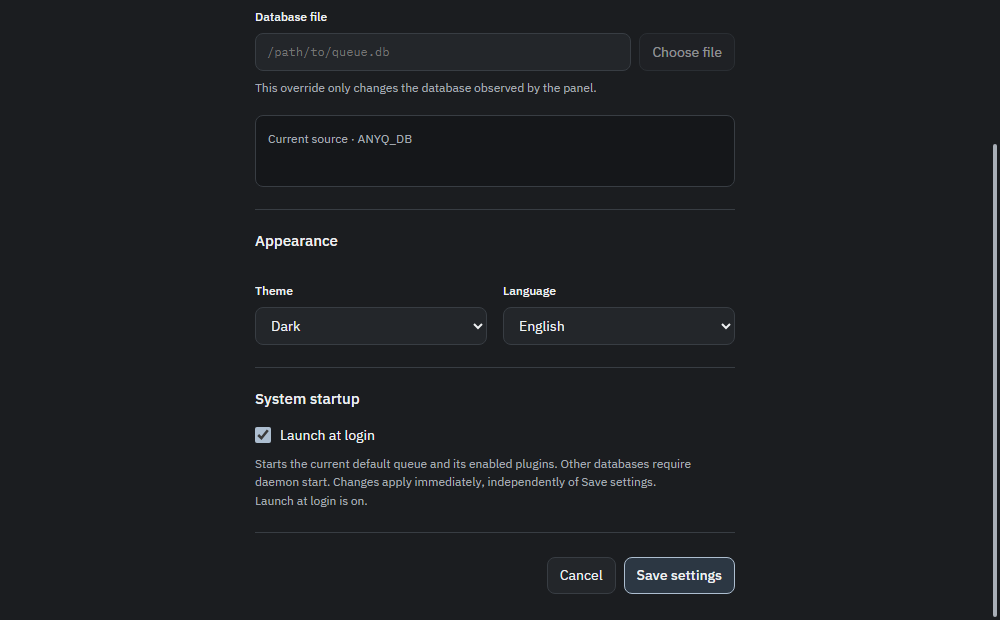 Database file
/path/to/queue.db
Choose file
This override only changes the database observed by the panel.
Current source · ANYQ_DB
Appearance
Theme
Language
Dark
English
System startup
Launch at login
Starts the current default queue and its enabled plugins. Other databases require
daemon start. Changes apply immediately, independently of Save settings.
Launch at login is on.
Cancel
Save settings